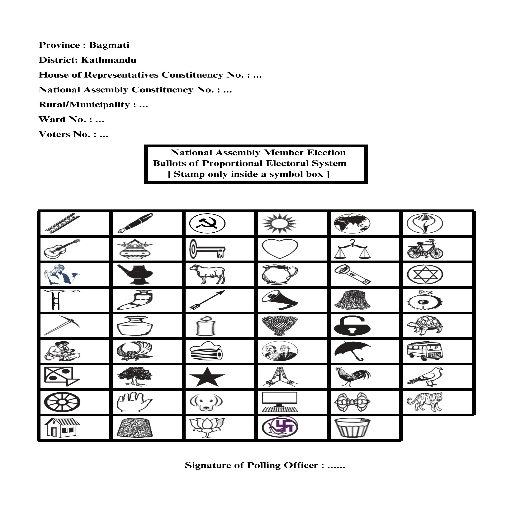 Province : Bagmati
District: Kathmandu
House of Representatives Constituency No. : ...
National Assembly Constituency No. : ...
Rural/Municipality : ...
Ward No. : ...
Voters No. : ...
National Assembly Member Election
Ballots of Proportional Electoral System
[ Stamp only inside a symbol box ]
Signature of Polling Officer : ......